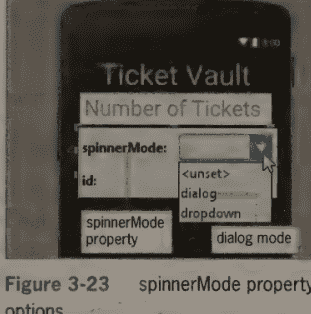 Ticket Vault
Number of Tickets
spinnerMode:
<unset>
id:
dialog
dropdown
spinnerMode
property
dialog mode
Figure 3-23 spinnerMode property
options